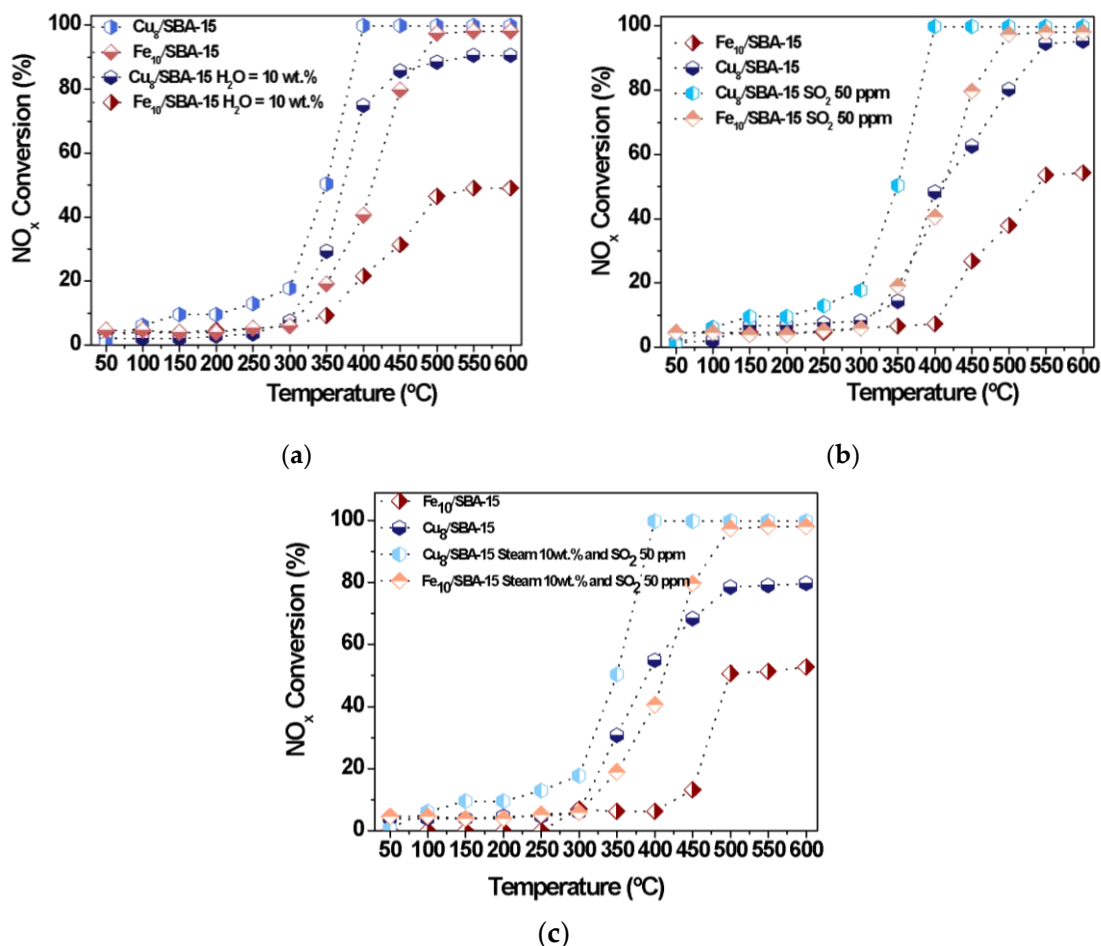 Cu8/SBA-15
Fe10/SBA-15
Cu8/SBA-15 H2O = 10 wt.%
Fe10/SBA-15 H2O = 10 wt.%
NOx Conversion (%)
100
80
60
40
20
0
50 100 150 200 250 300 350 400 450 500 550 600
Temperature (ºC)
(a)
Fe10/SBA-15
Cu8/SBA-15
Cu8/SBA-15 SO2 50 ppm
Fe10/SBA-15 SO2 50 ppm
NOx Conversion (%)
100
80
60
40
20
0
50 100 150 200 250 300 350 400 450 500 550 600
Temperature (ºC)
(b)
Fe10/SBA-15
Cu8/SBA-15
Cu8/SBA-15 Steam 10wt.% and SO2 50 ppm
Fe10/SBA-15 Steam 10wt.% and SO2 50 ppm
NOx Conversion (%)
100
80
60
40
20
0
50 100 150 200 250 300 350 400 450 500 550 600
Temperature (ºC)
(c)